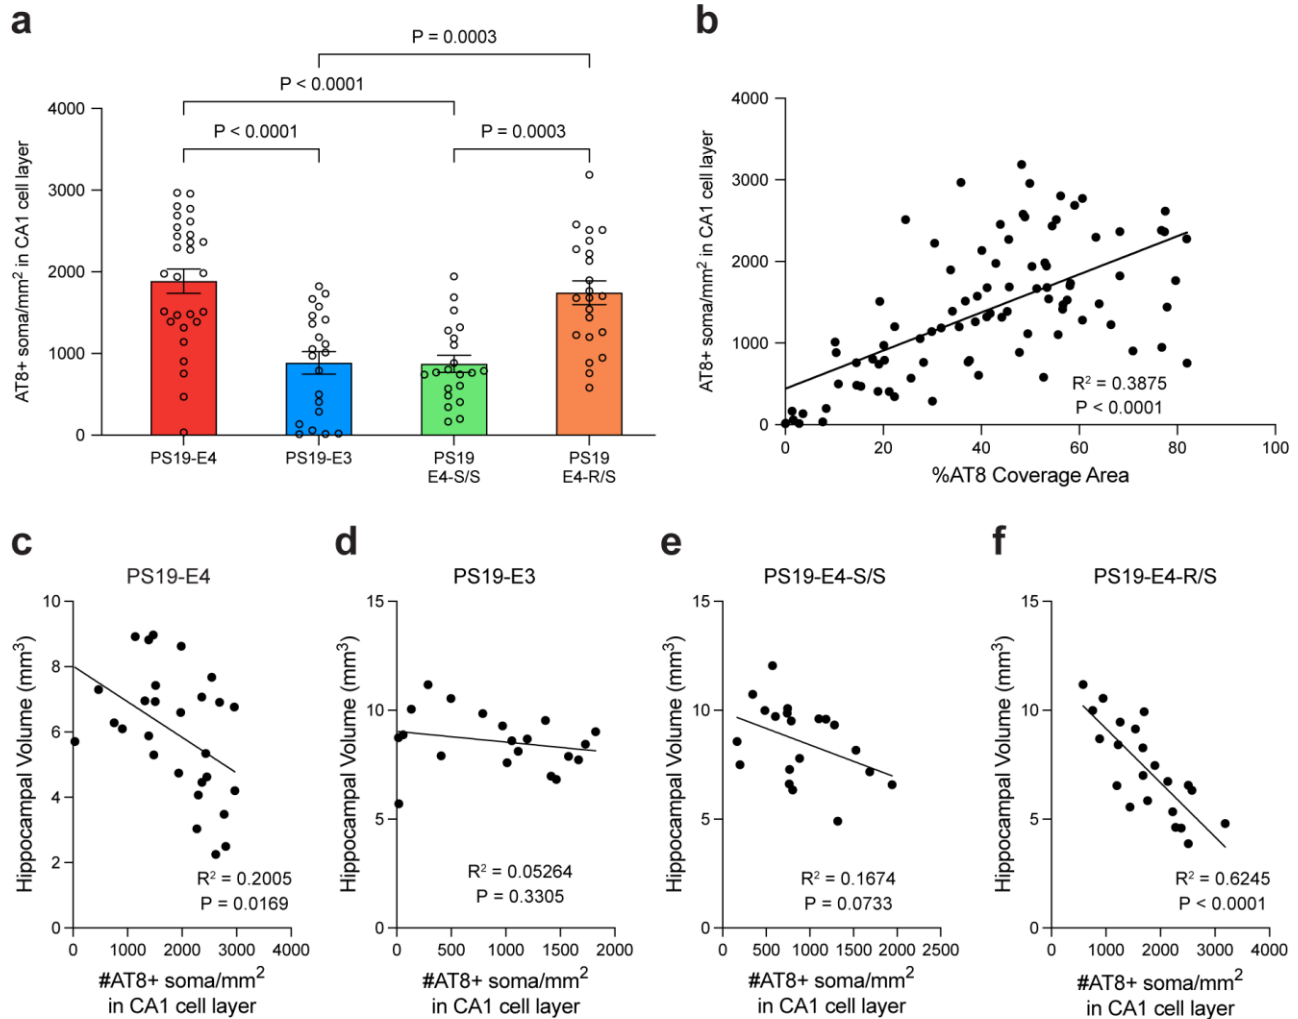 a
P = 0.0003
P < 0.0001
P < 0.0001
P = 0.0003
AT8+ soma/mm² in CA1 cell layer
4000
3000
2000
1000
0
PS19-E4
PS19-E3
PS19
E4-S/S
PS19
E4-R/S
b
AT8+ soma/mm² in CA1 cell layer
4000
3000
2000
1000
0
R² = 0.3875
P < 0.0001
0 20 40 60 80 100
%AT8 Coverage Area
c
PS19-E4
Hippocampal Volume (mm³)
10
8
6
4
2
0
R² = 0.2005
P = 0.0169
0 1000 2000 3000 4000
#AT8+ soma/mm²
in CA1 cell layer
d
PS19-E3
Hippocampal Volume (mm³)
15
10
5
0
R² = 0.05264
P = 0.3305
0 500 1000 1500 2000
#AT8+ soma/mm²
in CA1 cell layer
e
PS19-E4-S/S
Hippocampal Volume (mm³)
15
10
5
0
R² = 0.1674
P = 0.0733
0 500 1000 1500 2000 2500
#AT8+ soma/mm²
in CA1 cell layer
f
PS19-E4-R/S
Hippocampal Volume (mm³)
15
10
5
0
R² = 0.6245
P < 0.0001
0 1000 2000 3000 4000
#AT8+ soma/mm²
in CA1 cell layer